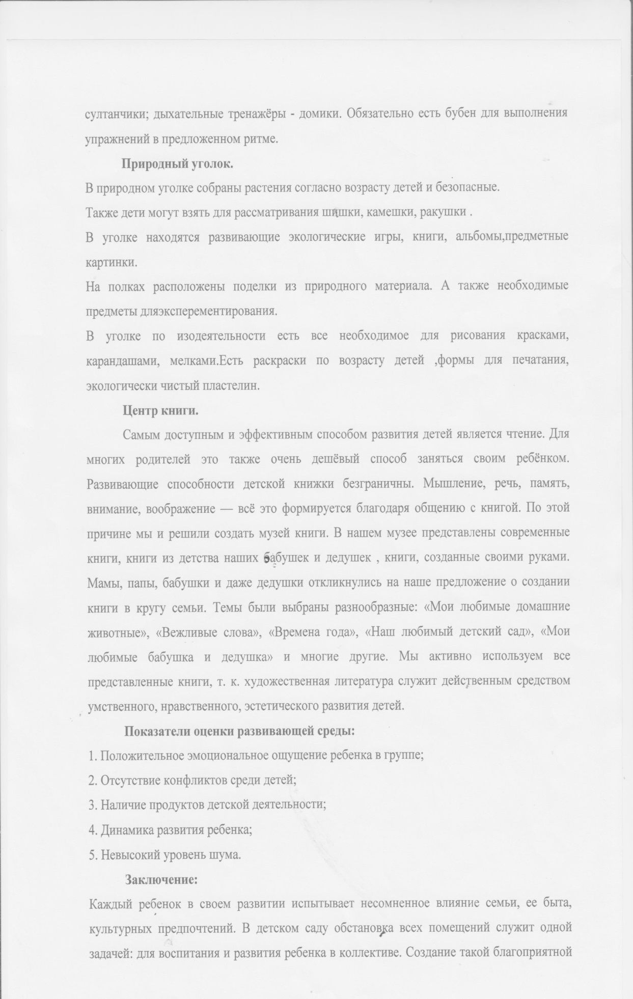 султанчики; дыхательные тренажёры - домики. Обязательно есть бубен для выполнения
упражнений в предложенном ритме.
Природный уголок.
В природном уголке собраны растения согласно возрасту детей и безопасные.
Также дети могут взять для рассматривания шишки, камешки, ракушки .
В уголке находятся развивающие экологические игры, книги, альбомы,предметные
картинки.
На полках расположены поделки из природного материала. А также необходимые
предметы дляэксперементирования.
В уголке по изодеятельности есть все необходимое для рисования красками,
карандашами, мелками.Есть раскраски по возрасту детей ,формы для печатания,
экологически чистый пластелин.
Центр книги.
Самым доступным и эффективным способом развития детей является чтение. Для
многих родителей это также очень дешёвый способ заняться своим ребёнком.
Развивающие способности детской книжки безграничны. Мышление, речь, память,
внимание, воображение — всё это формируется благодаря общению с книгой. По этой
причине мы и решили создать музей книги. В нашем музее представлены современные
книги, книги из детства наших бабушек и дедушек , книги, созданные своими руками.
Мамы, папы, бабушки и даже дедушки откликнулись на наше предложение о создании
книги в кругу семьи. Темы были выбраны разнообразные: «Мои любимые домашние
животные», «Вежливые слова», «Времена года», «Наш любимый детский сад», «Мои
любимые бабушка и дедушка» и многие другие. Мы активно используем все
представленные книги, т. к. художественная литература служит действенным средством
умственного, нравственного, эстетического развития детей.
Показатели оценки развивающей среды:
1. Положительное эмоциональное ощущение ребенка в группе;
2. Отсутствие конфликтов среди детей;
3. Наличие продуктов детской деятельности;
4. Динамика развития ребенка;
5. Невысокий уровень шума.
Заключение:
Каждый ребенок в своем развитии испытывает несомненное влияние семьи, ее быта,
культурных предпочтений. В детском саду обстановка всех помещений служит одной
задачей: для воспитания и развития ребенка в коллективе. Создание такой благоприятной